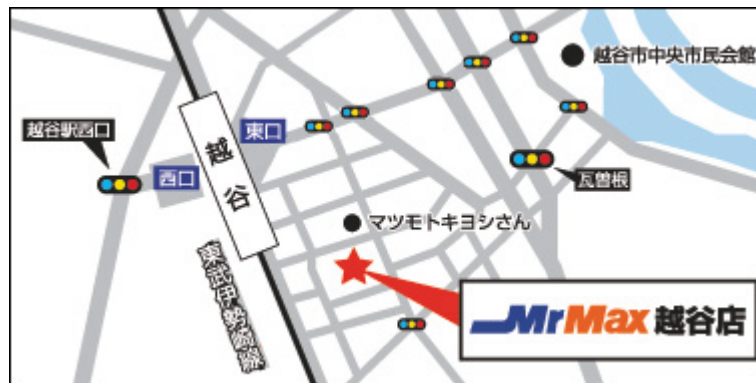 越谷市中央市民会館
越谷駅西口
東口
越谷
西口
瓦曽根
マツモトキヨシさん
東武伊勢崎線
MrMax 越谷店